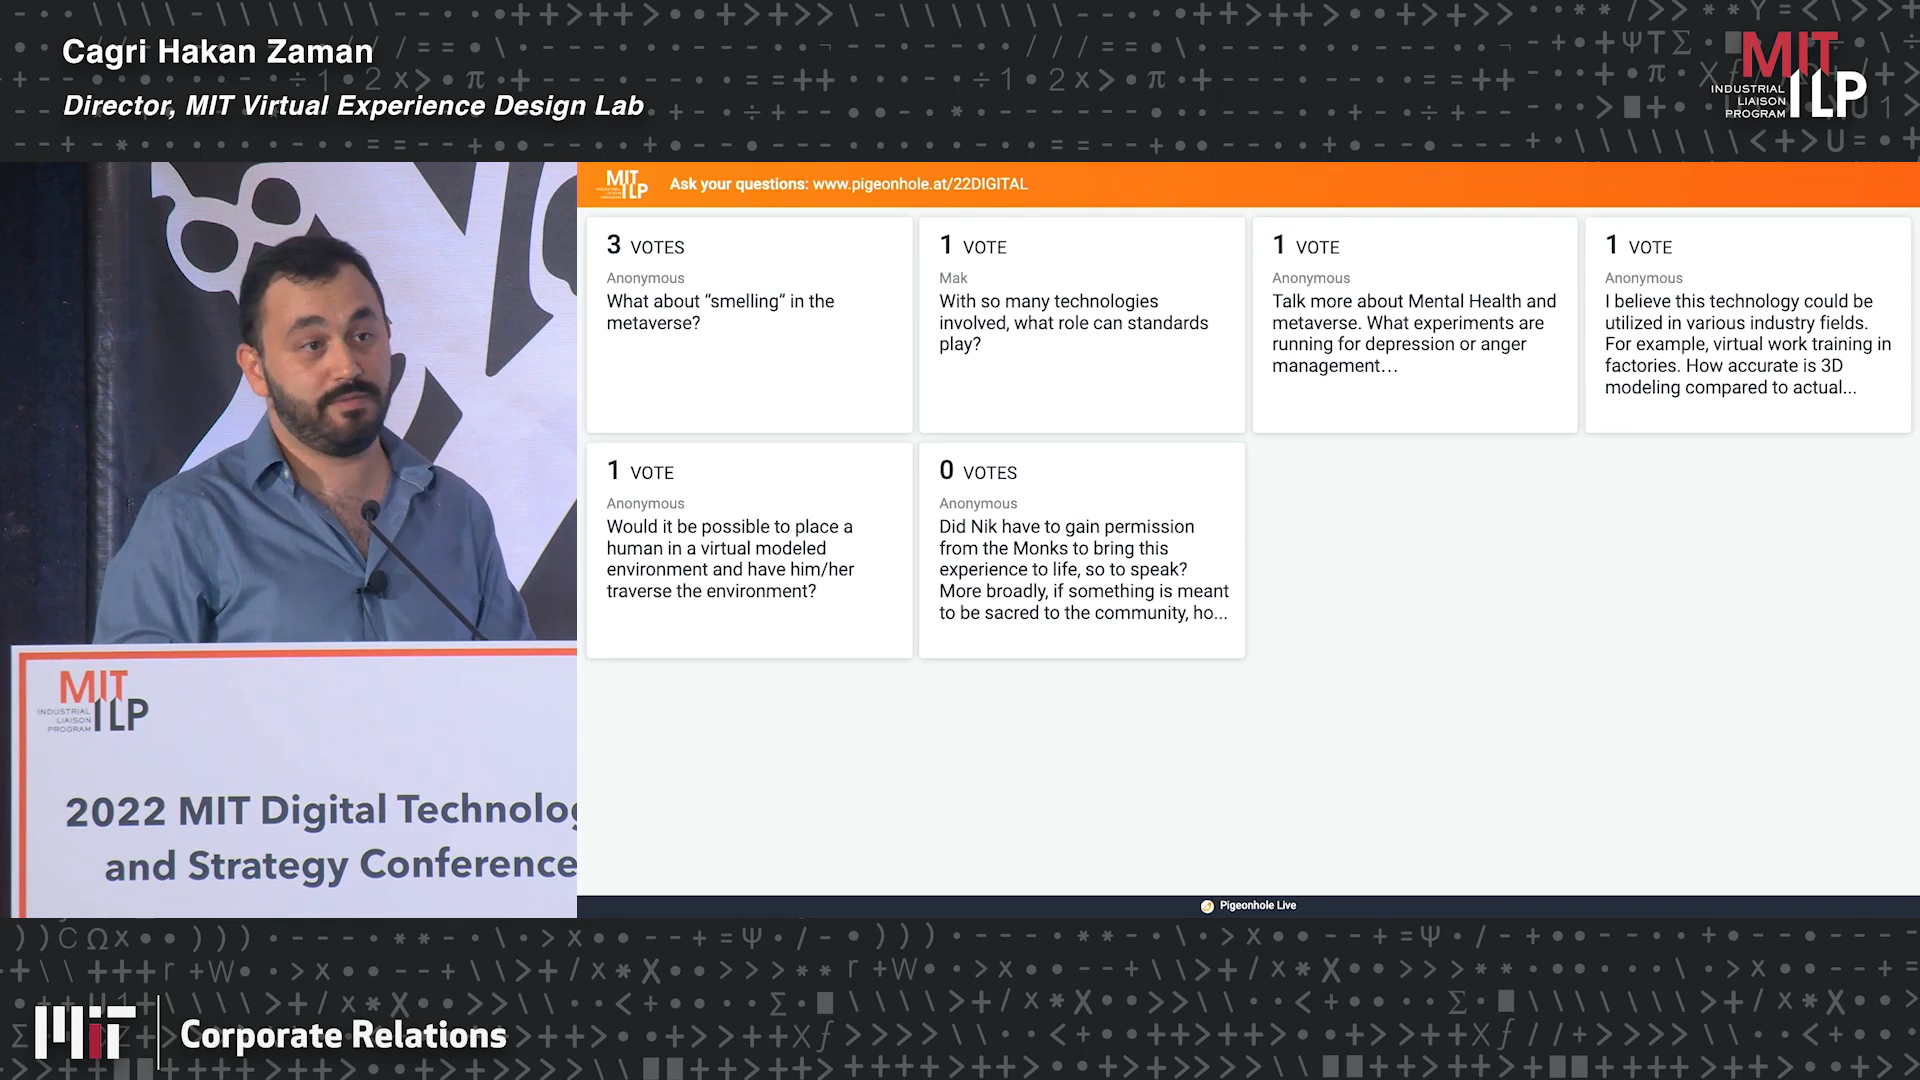 Cagri Hakan Zaman
Director, MIT Virtual Experience Design Lab
MIT
INDUSTRIAL
LIAISON
PROGRAM
ILP
MIT
ILP
Ask your questions: www.pigeonhole.at/22DIGITAL
3 VOTES
Anonymous
What about “smelling” in the
metaverse?
1 VOTE
Mak
With so many technologies
involved, what role can standards
play?
1 VOTE
Anonymous
Talk more about Mental Health and
metaverse. What experiments are
running for depression or anger
management...
1 VOTE
Anonymous
I believe this technology could be
utilized in various industry fields.
For example, virtual work training in
factories. How accurate is 3D
modeling compared to actual...
1 VOTE
Anonymous
Would it be possible to place a
human in a virtual modeled
environment and have him/her
traverse the environment?
0 VOTES
Anonymous
Did Nik have to gain permission
from the Monks to bring this
experience to life, so to speak?
More broadly, if something is meant
to be sacred to the community, ho...
MIT
INDUSTRIAL
LIAISON
PROGRAM
ILP
2022 MIT Digital Technolog
and Strategy Conference
Pigeonhole Live
MIT
Corporate Relations